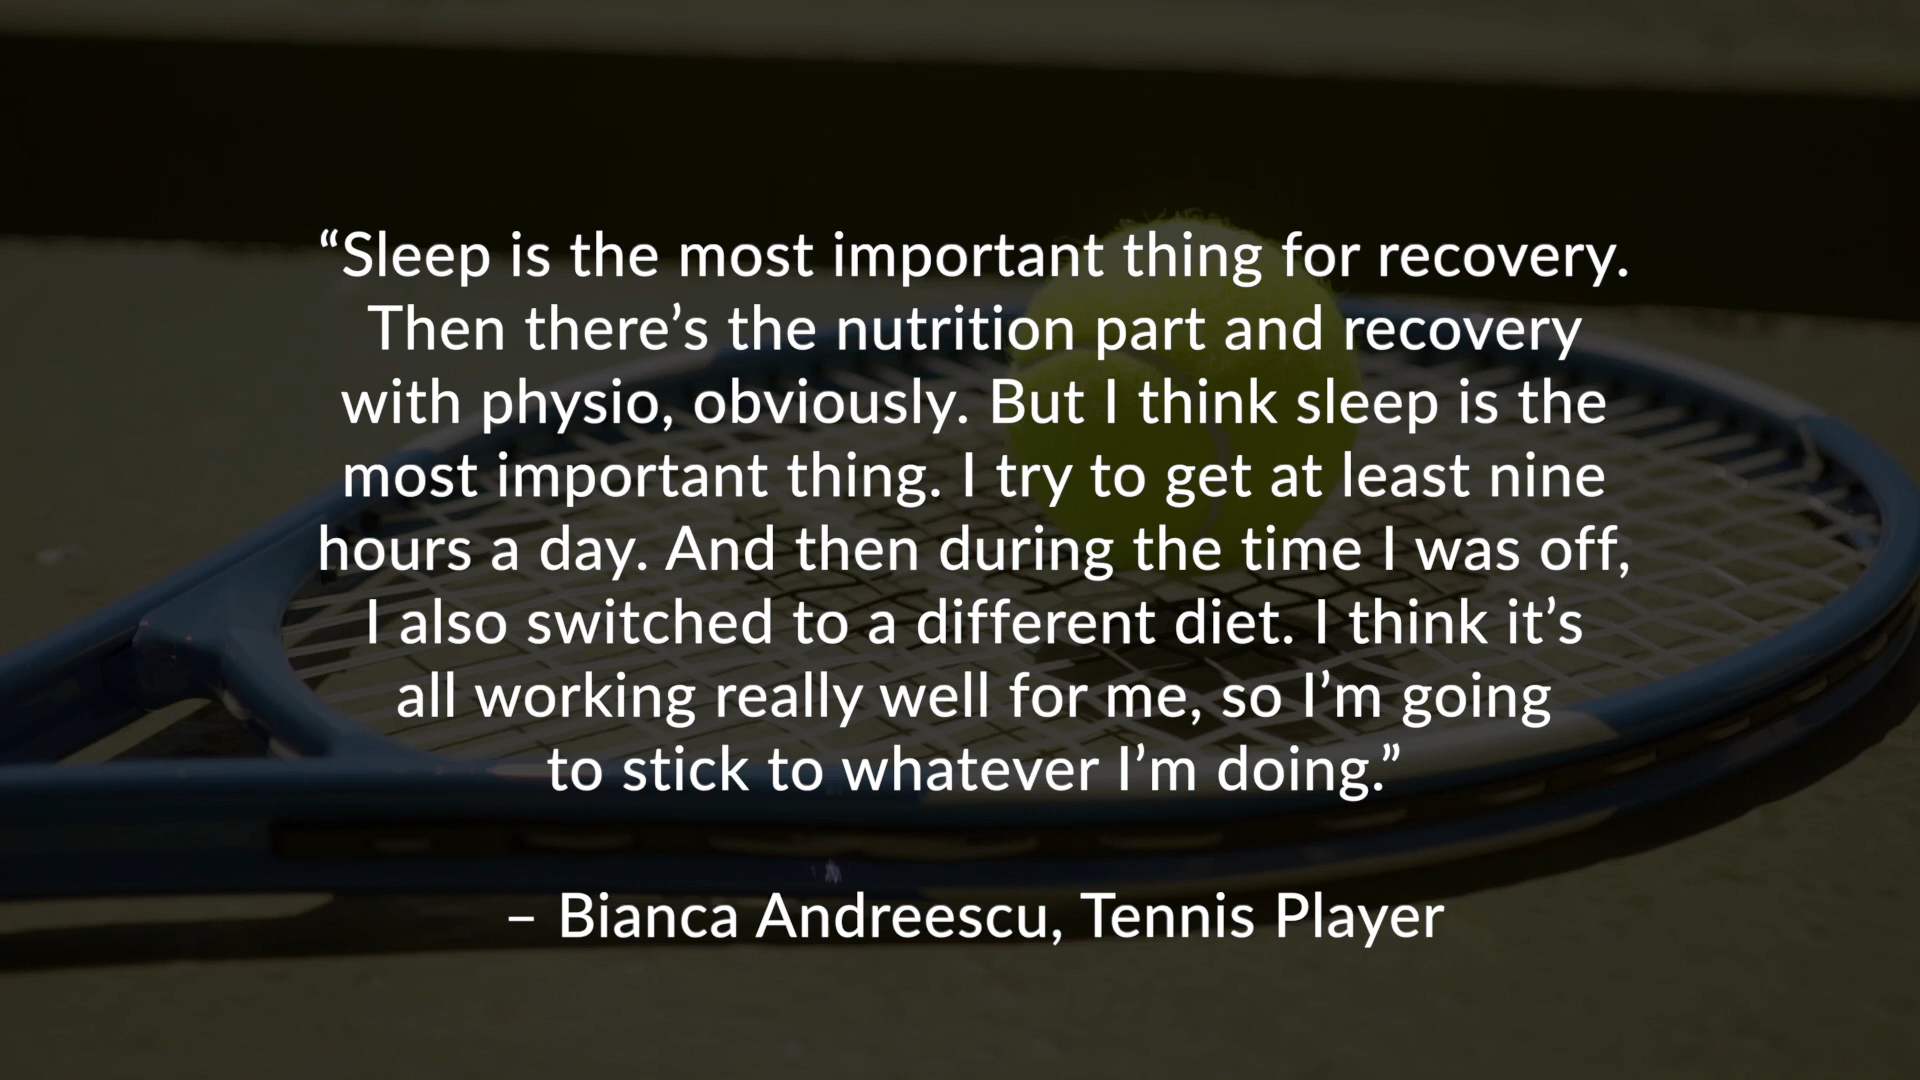 “Sleep is the most important thing for recovery.
Then there’s the nutrition part and recovery
with physio, obviously. But I think sleep is the
most important thing. I try to get at least nine
hours a day. And then during the time I was off,
I also switched to a different diet. I think it’s
all working really well for me, so I’m going
to stick to whatever I’m doing.”
– Bianca Andreescu, Tennis Player